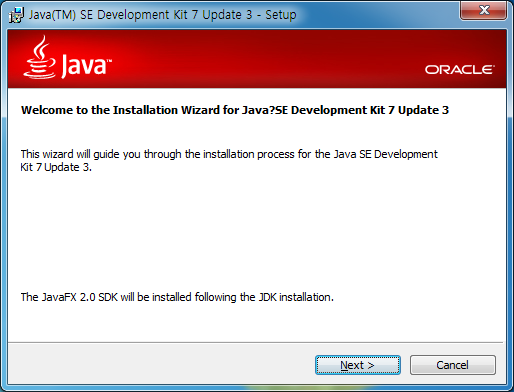 Java(TM) SE Development Kit 7 Update 3 - Setup
Java™
ORACLE®
Welcome to the Installation Wizard for Java?SE Development Kit 7 Update 3
This wizard will guide you through the installation process for the Java SE Development
Kit 7 Update 3.
The JavaFX 2.0 SDK will be installed following the JDK installation.
Next >
Cancel